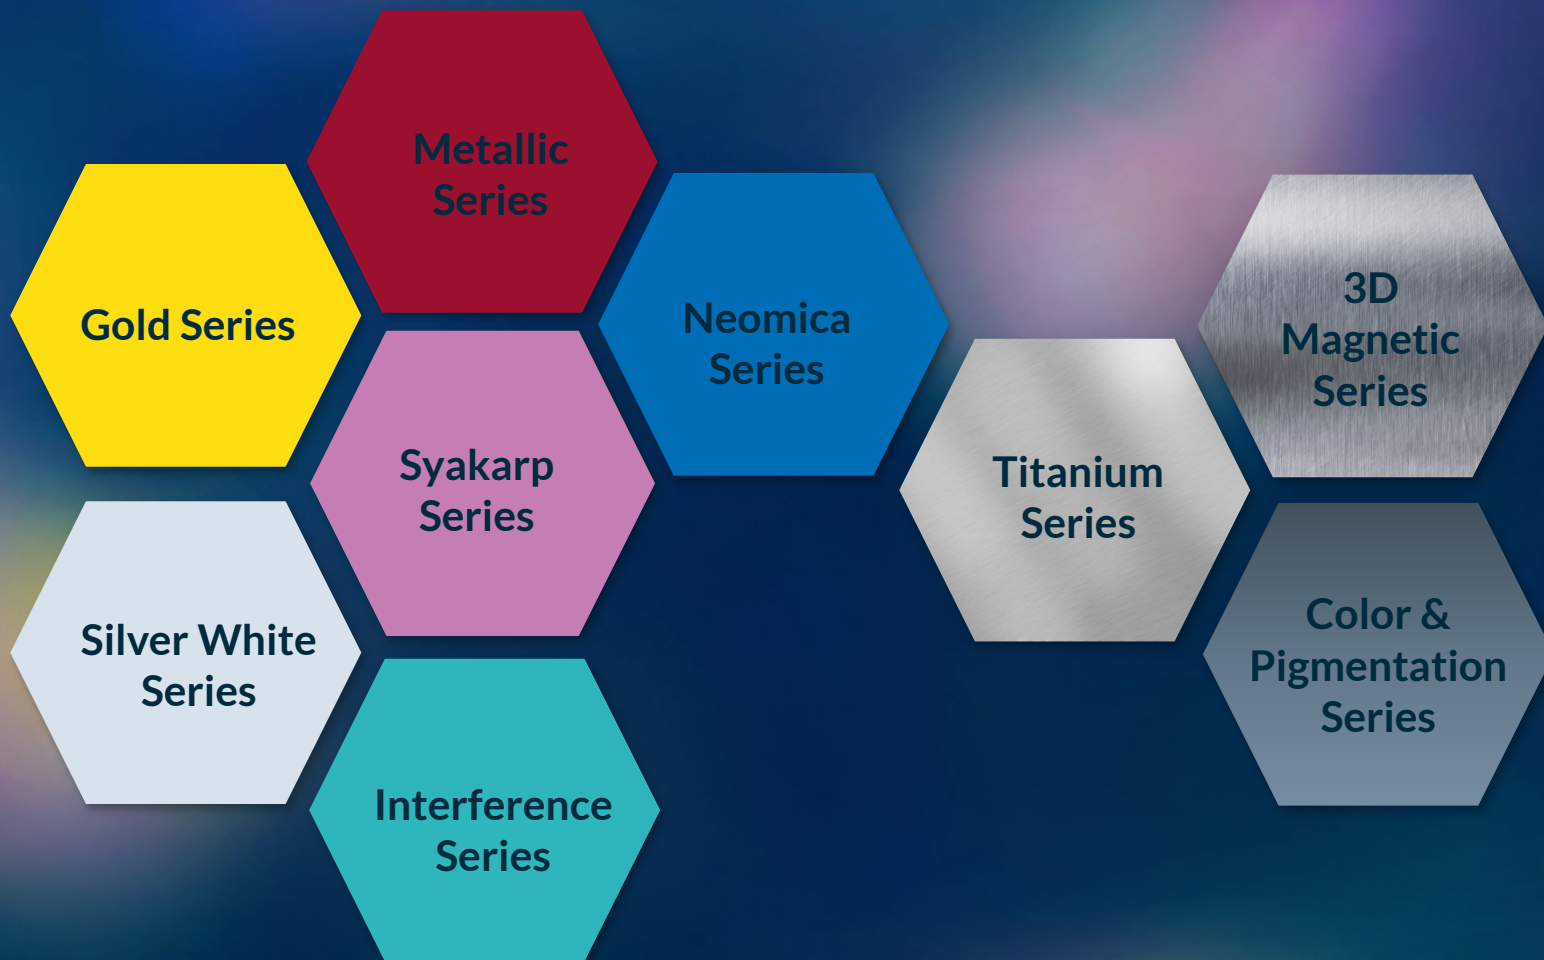 Metallic
Series
Gold Series
Neomica
Series
3D
Magnetic
Series
Syakarp
Series
Titanium
Series
Silver White
Series
Color &
Pigmentation
Series
Interference
Series